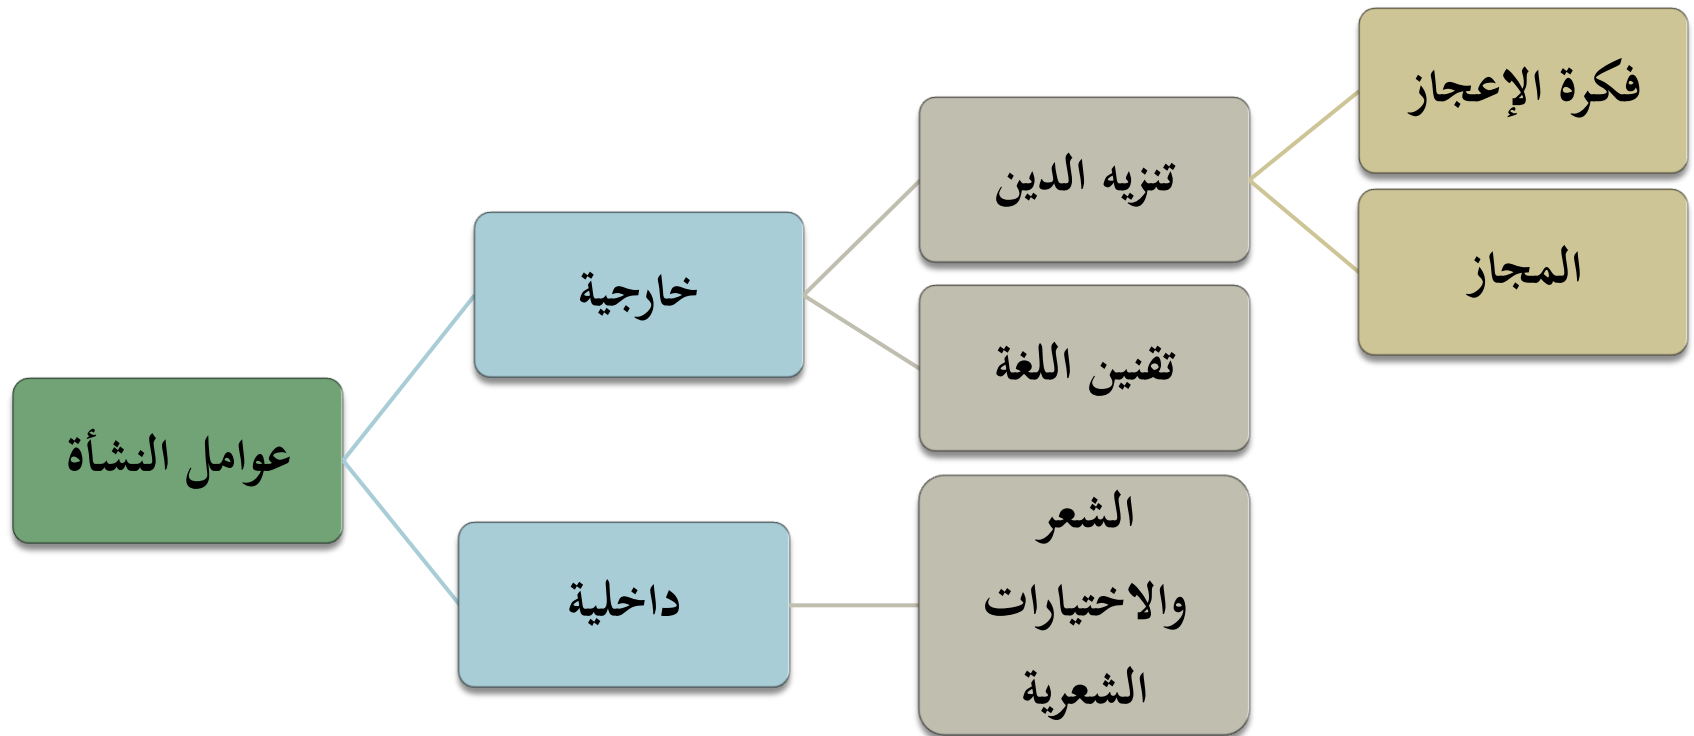 عوامل النشأة
خارجية
تنزيه الدين
فكرة الإعجاز
المجاز
تقنين اللغة
داخلية
الشعر
والاختيارات
الشعرية